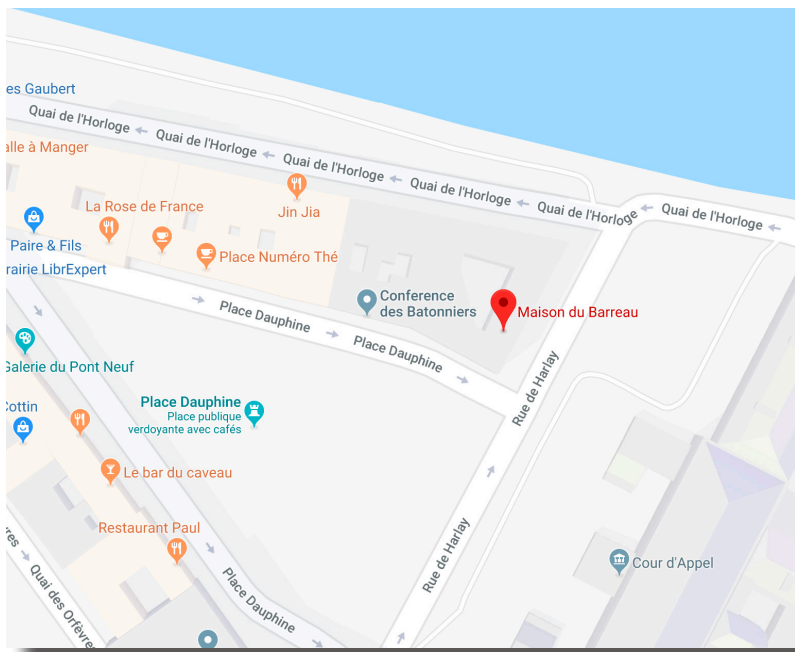 es Gaubert
Quai de l'Horloge
Quai de l'Horloge
Quai de l'Horloge
Quai de l'Horloge
Quai de l'Horloge
Quai de l'Horloge
alle à Manger
La Rose de France
Jin Jia
Paire & Fils
Place Numéro Thé
rairie LibrExpert
Conference
des Batonniers
Maison du Barreau
Place Dauphine
Place Dauphine
Rue de Harlay
Galerie du Pont Neuf
Place Dauphine
Place publique
verdoyante avec cafés
Cottin
Le bar du caveau
Restaurant Paul
Rue de Harlay
Cour d'Appel
res
Quai des Orfèvres
Place Dauphine